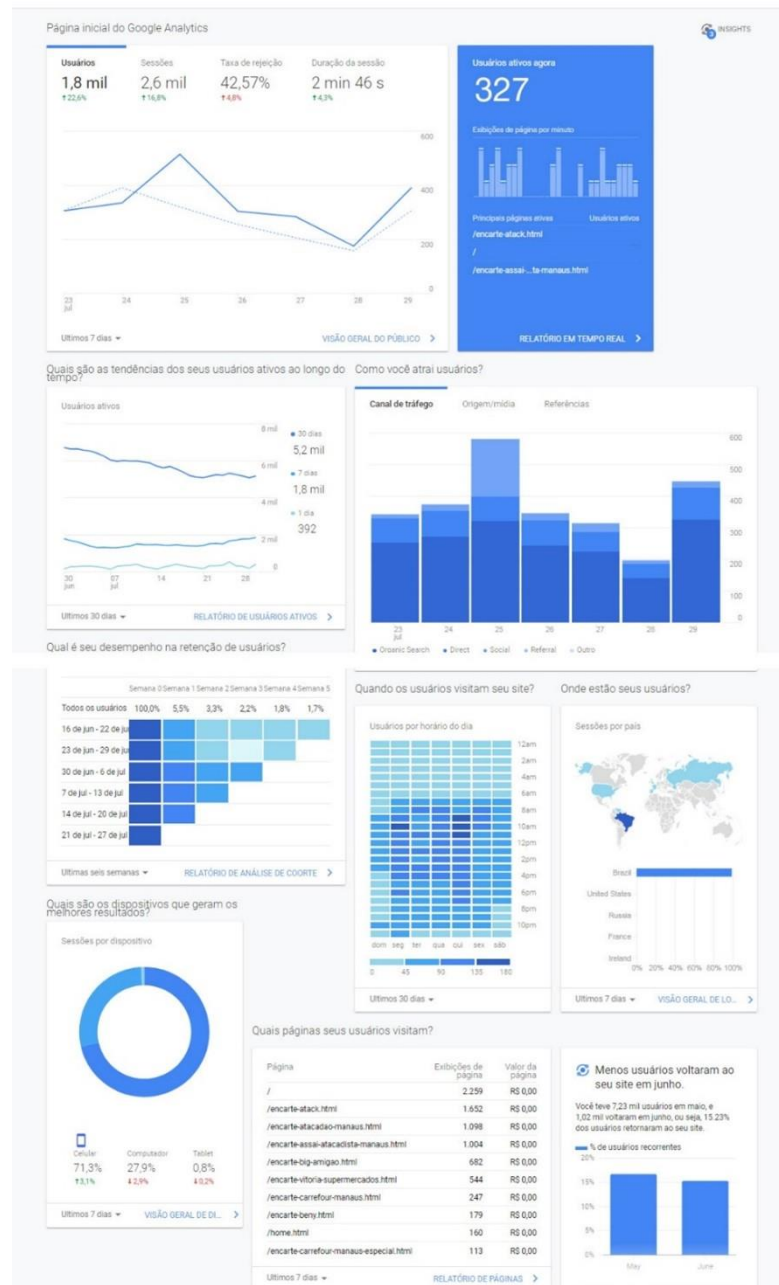 Página inicial do Google Analytics
INSIGHTS
3
Usuários
1,8 mil
↑22,6%
Sessões
2,6 mil
↑16,8%
Taxa de rejeição
42,57%
↑4,8%
Duração da sessão
2 min 46 s
↑4,3%
600
400
200
0
23
jul
24
25
26
27
28
29
Ultimos 7 dias
VISÃO GERAL DO PÚBLICO
Usuários ativos agora
327
Exibições de página por minuto
Principais páginas ativas
Usuários ativos
/encarte-atack.html
/
/encarte-assai-...ta-manaus.html
RELATÓRIO EM TEMPO REAL
Quais são as tendências dos seus usuários ativos ao longo do
tempo?
Usuários ativos
8 mil
6 mil
4 mil
2 mil
0
30 dias
5,2 mil
7 dias
1,8 mil
1 dia
392
30
jun
07
jul
14
21
28
Ultimos 30 dias
RELATÓRIO DE USUÁRIOS ATIVOS
Como você atrai usuários?
Canal de tráfego
Origem/mídia
Referências
600
500
400
300
200
100
0
23
jul
24
25
26
27
28
29
Organic Search
Direct
Social
Referral
Outro
Qual é seu desempenho na retenção de usuários?
Semana 0 Semana 1 Semana 2 Semana 3 Semana 4 Semana 5
Todos os usuários 100,0% 5,5% 3,3% 2,2% 1,8% 1,7%
16 de jun - 22 de ju
23 de jun - 29 de ju
30 de jun - 6 de jul
7 de jul - 13 de jul
14 de jul - 20 de jul
21 de jul - 27 de jul
Ultimas seis semanas
RELATÓRIO DE ANÁLISE DE COORTE
Quando os usuários visitam seu site?
Usuários por horário do dia
12am
2am
4am
6am
8am
10am
12pm
2pm
4pm
6pm
8pm
10pm
dom seg ter qua qui sex sáb
0 45 90 135 180
Ultimos 30 dias
Onde estão seus usuários?
Sessões por país
Brazil
United States
Russia
France
Ireland
0% 20% 40% 60% 80% 100%
Ultimos 7 dias
VISÃO GERAL DE LO...
Quais são os dispositivos que geram os
melhores resultados?
Sessões por dispositivo
Celular
71,3%
↑3,1%
Computador
27,9%
↓2,9%
Tablet
0,8%
↓0,2%
Ultimos 7 dias
VISÃO GERAL DE DI...
Quais páginas seus usuários visitam?
Página Exibições de página Valor da página
/ 2.259 R$ 0,00
/encarte-atack.html 1.652 R$ 0,00
/encarte-atacadao-manaus.html 1.098 R$ 0,00
/encarte-assai-atacadista-manaus.html 1.004 R$ 0,00
/encarte-big-amigao.html 682 R$ 0,00
/encarte-vitoria-supermercados.html 544 R$ 0,00
/encarte-carrefour-manaus.html 247 R$ 0,00
/encarte-beny.html 179 R$ 0,00
/home.html 160 R$ 0,00
/encarte-carrefour-manaus-especial.html 113 R$ 0,00
Ultimos 7 dias
RELATÓRIO DE PÁGINAS
Menos usuários voltaram ao
seu site em junho.
Você teve 7,23 mil usuários em maio, e
1,02 mil voltaram em junho, ou seja, 15.23%
dos usuários retornaram ao seu site.
% de usuários recorrentes
20%
15%
10%
5%
0%
May
June